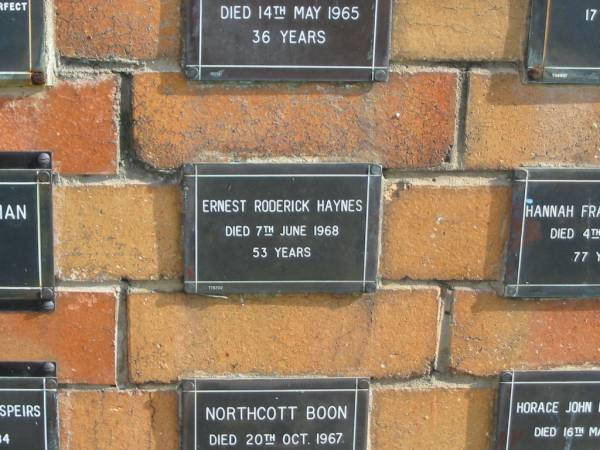 RFECT
DIED 14TH MAY 1965
36 YEARS
17
ERNEST RODERICK HAYNES
DIED 7TH JUNE 1968
53 YEARS
HANNAH FRA
DIED 4TH
77 Y
IAN
SPEIRS
34
NORTHCOTT BOON
DIED 20TH OCT. 1967
HORACE JOHN
DIED 16TH MA